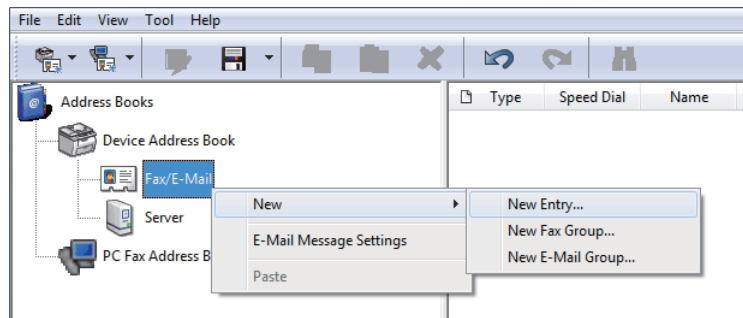 File Edit View Tool Help
Address Books
Type Speed Dial Name
Device Address Book
Fax/E-Mail
New
New Entry...
Server
New Fax Group...
E-Mail Message Settings
New E-Mail Group...
PC Fax Address B
Paste